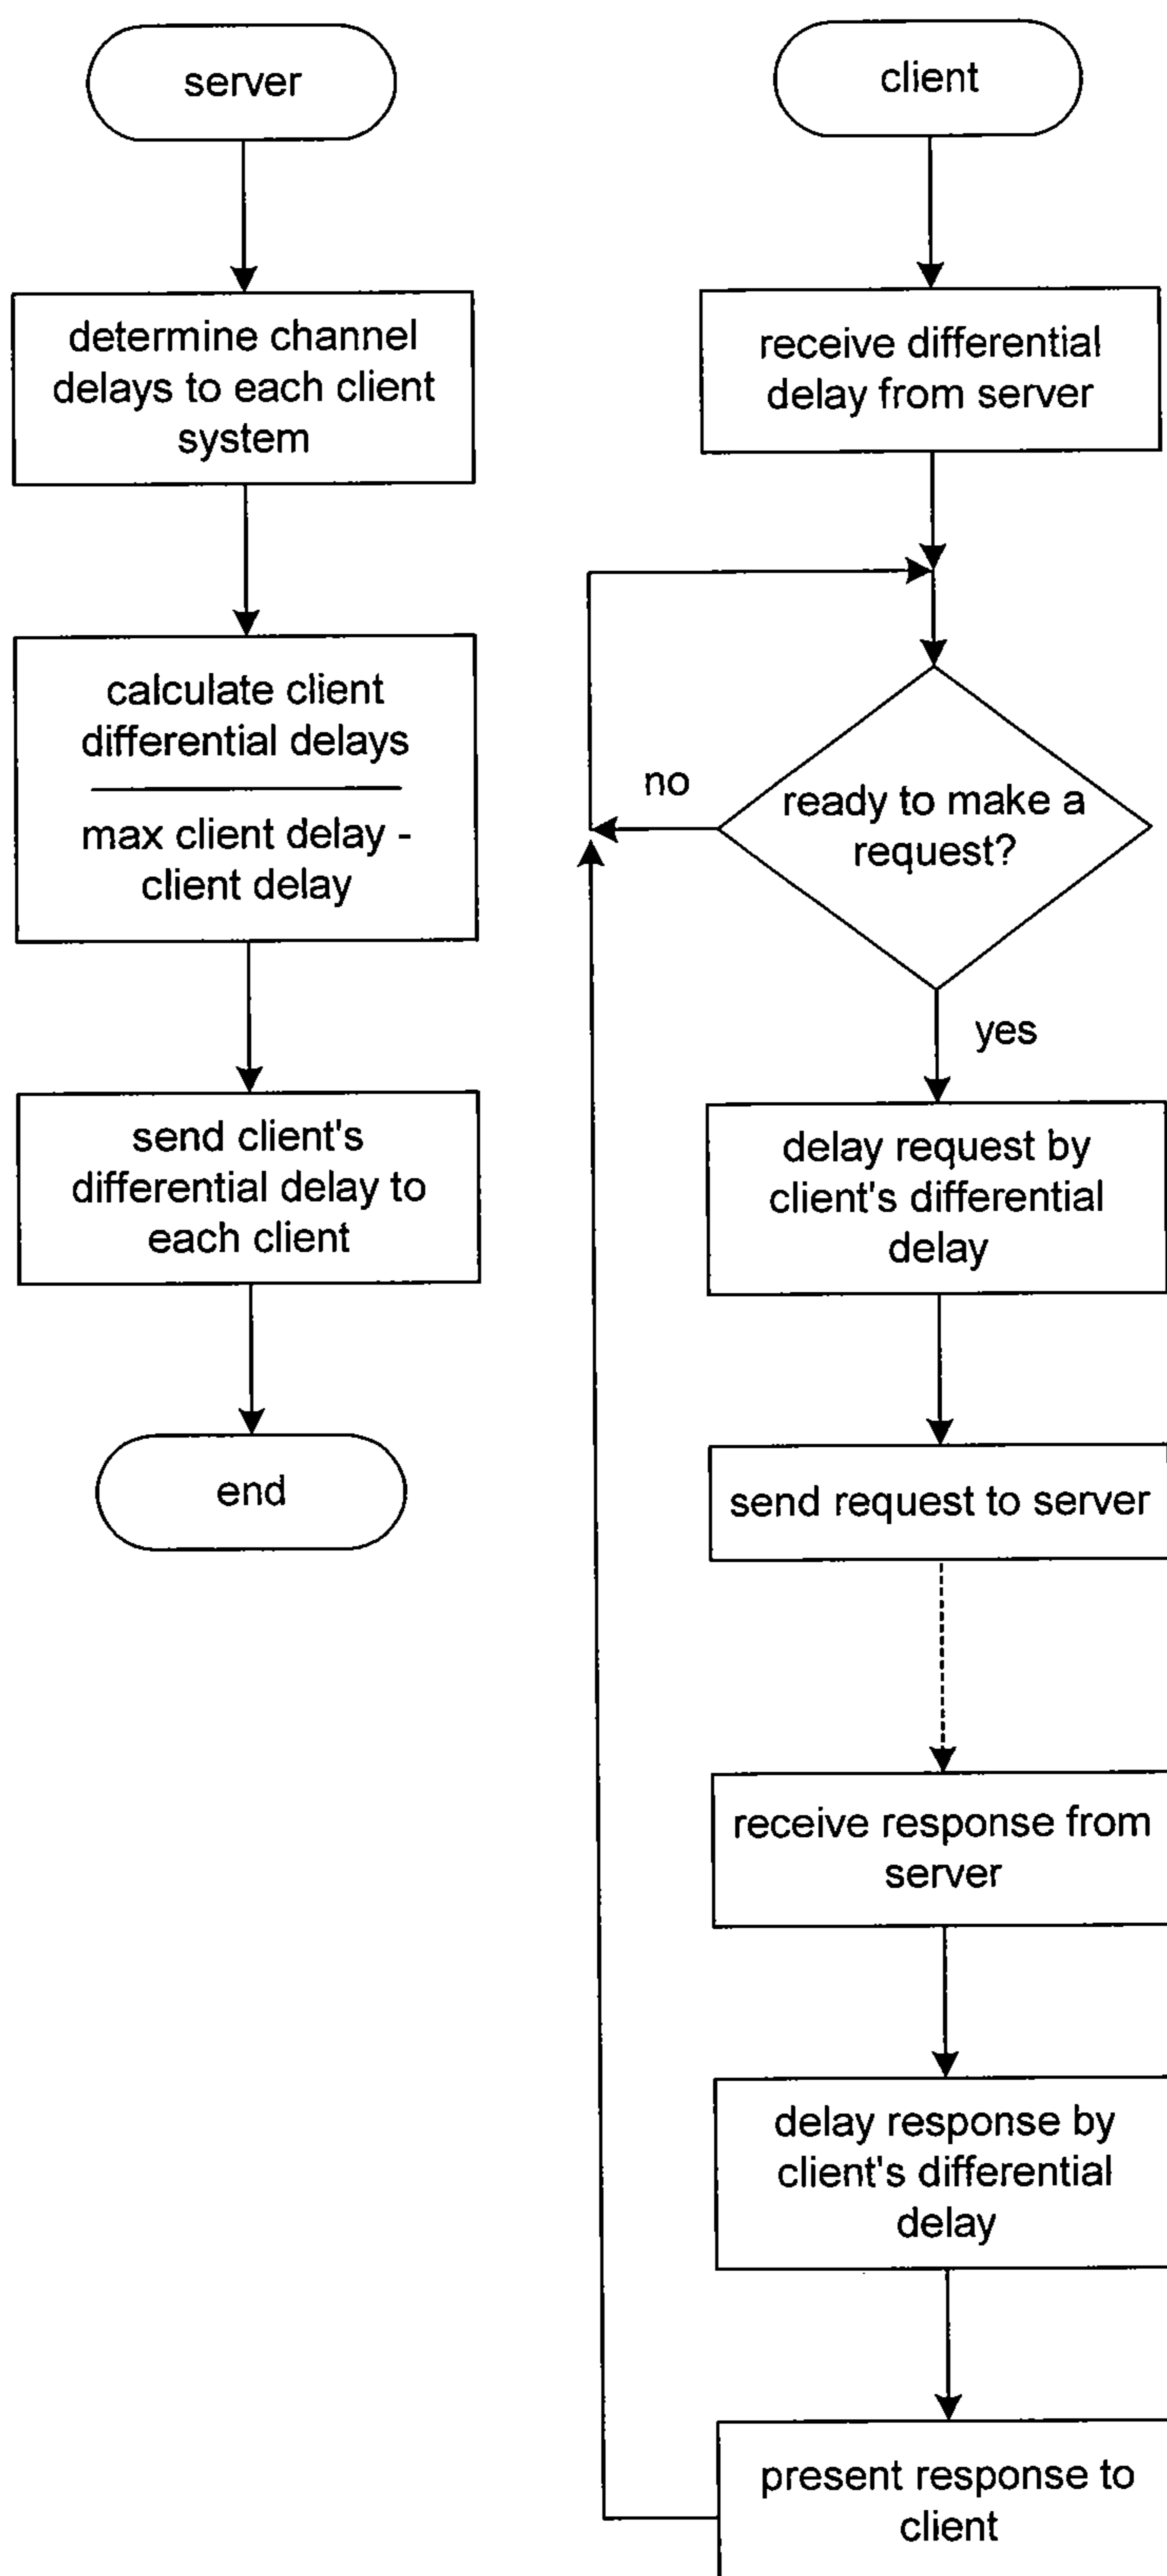 server
determine channel
delays to each client
system
calculate client
differential delays
max client delay -
client delay
send client's
differential delay to
each client
end
client
receive differential
delay from server
ready to make a
request?
no
yes
delay request by
client's differential
delay
send request to server
receive response from
server
delay response by
client's differential
delay
present response to
client